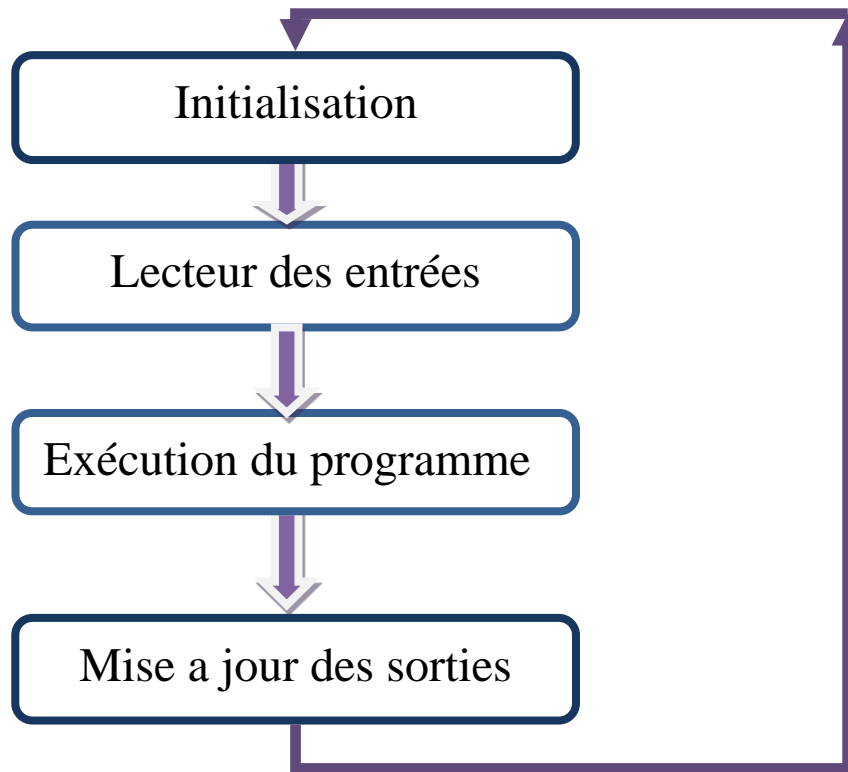 Initialisation
Lecteur des entrées
Exécution du programme
Mise a jour des sorties